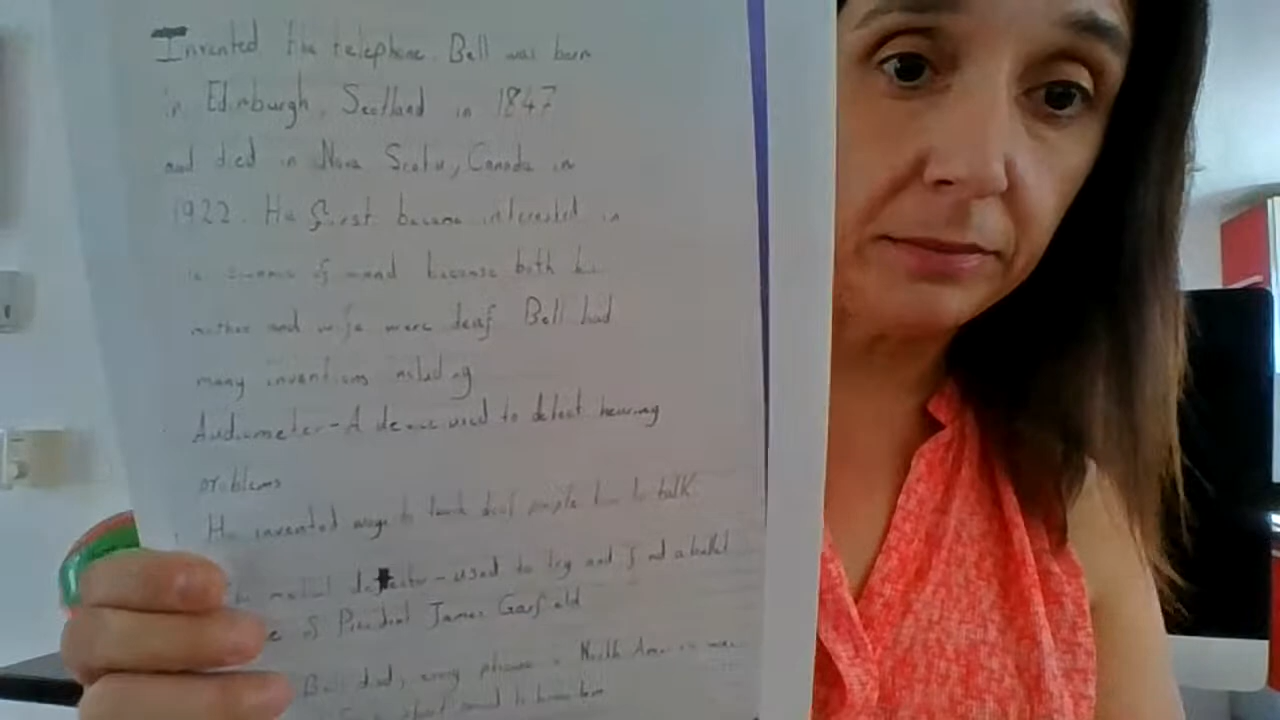 Invented the telephone. Bell was born
in Edinburgh, Scotland in 1847
and died in Nova Scotia, Canada in
1922. He first became interested in
of sound because both his
mother and wife were deaf Bell had
many inventions
Audiometer - A device used to detect hearing
problems
He invented ways to teach deaf people how to talk
metal detector - used to try and find a bullet
of President James Garfield
Bell died, every phone in North America was